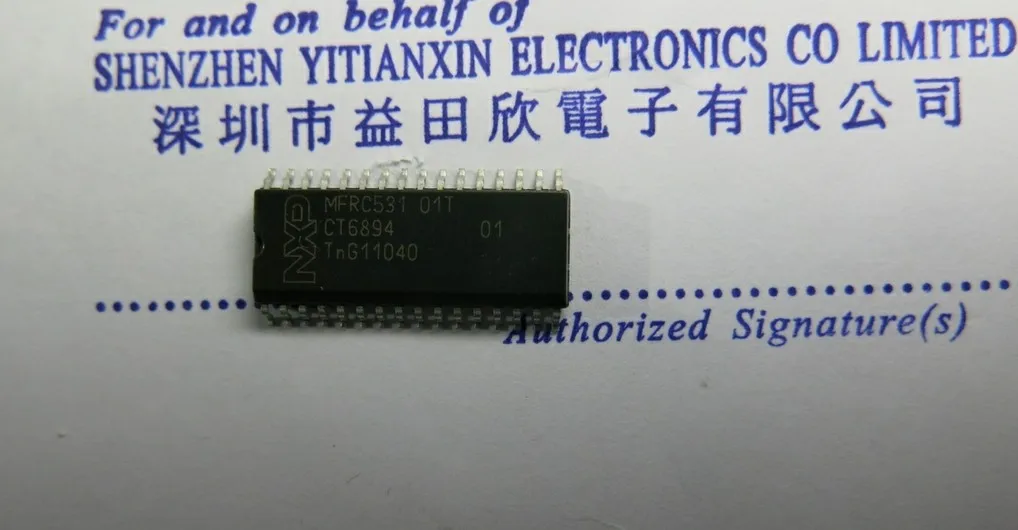 For and on behalf of
SHENZHEN YITIANXIN ELECTRONICS CO LIMITED
深圳市益田欣電子有限公司
NXP
MFRC531 01T
CT6894 01
TnG11040
Authorized Signature(s)